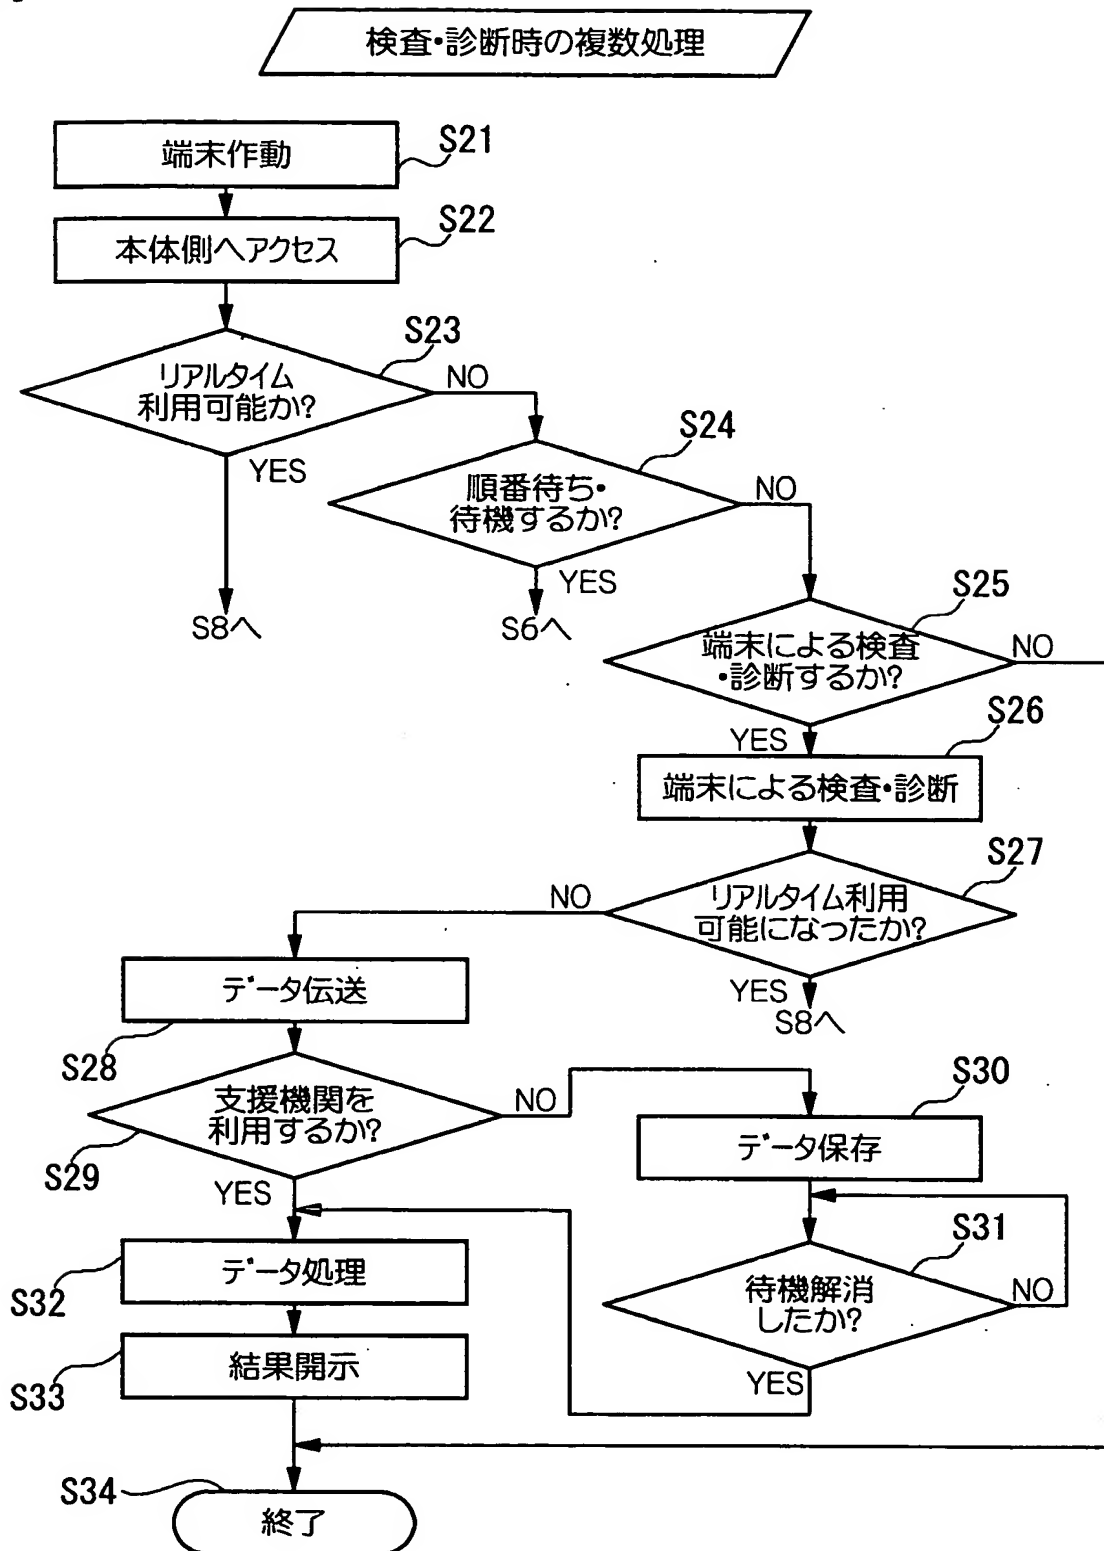 検査・診断時の複数処理
端末作動
S21
本体側へアクセス
S22
S23
リアルタイム
利用可能か?
NO
YES
S8へ
S24
順番待ち・
待機するか?
NO
YES
S6へ
S25
端末による検査
・診断するか?
NO
YES
S26
端末による検査・診断
S27
リアルタイム利用
可能になったか?
NO
YES
S8へ
データ伝送
S28
支援機関を
利用するか?
NO
S29
YES
S30
データ保存
S31
待機解消
したか?
NO
YES
データ処理
S32
結果開示
S33
S34
終了